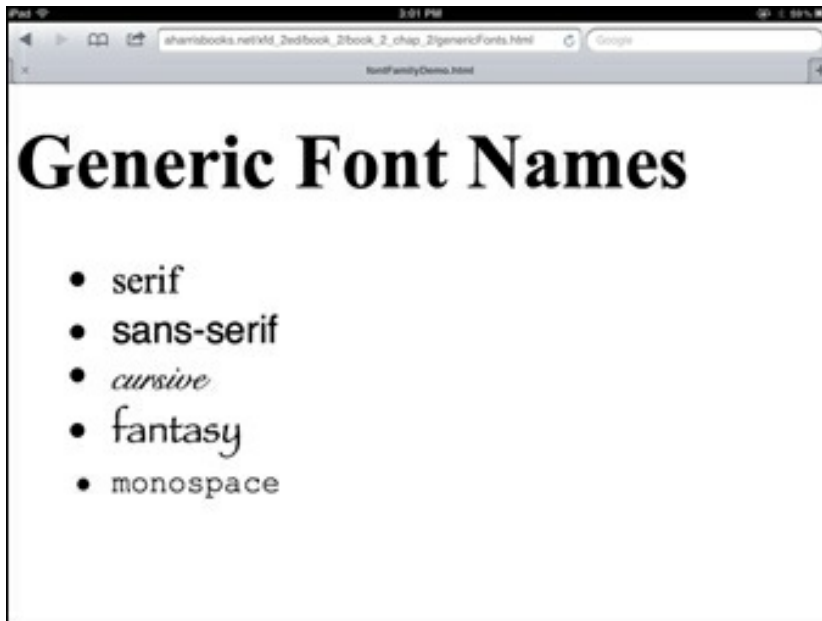 iPad
3:01 PM
aharrisbooks.net/xfd_2ed/book_2/book_2_chap_2/genericFonts.html
Google
fontFamilyDemo.html
Generic Font Names
serif
sans-serif
cursive
fantasy
monospace